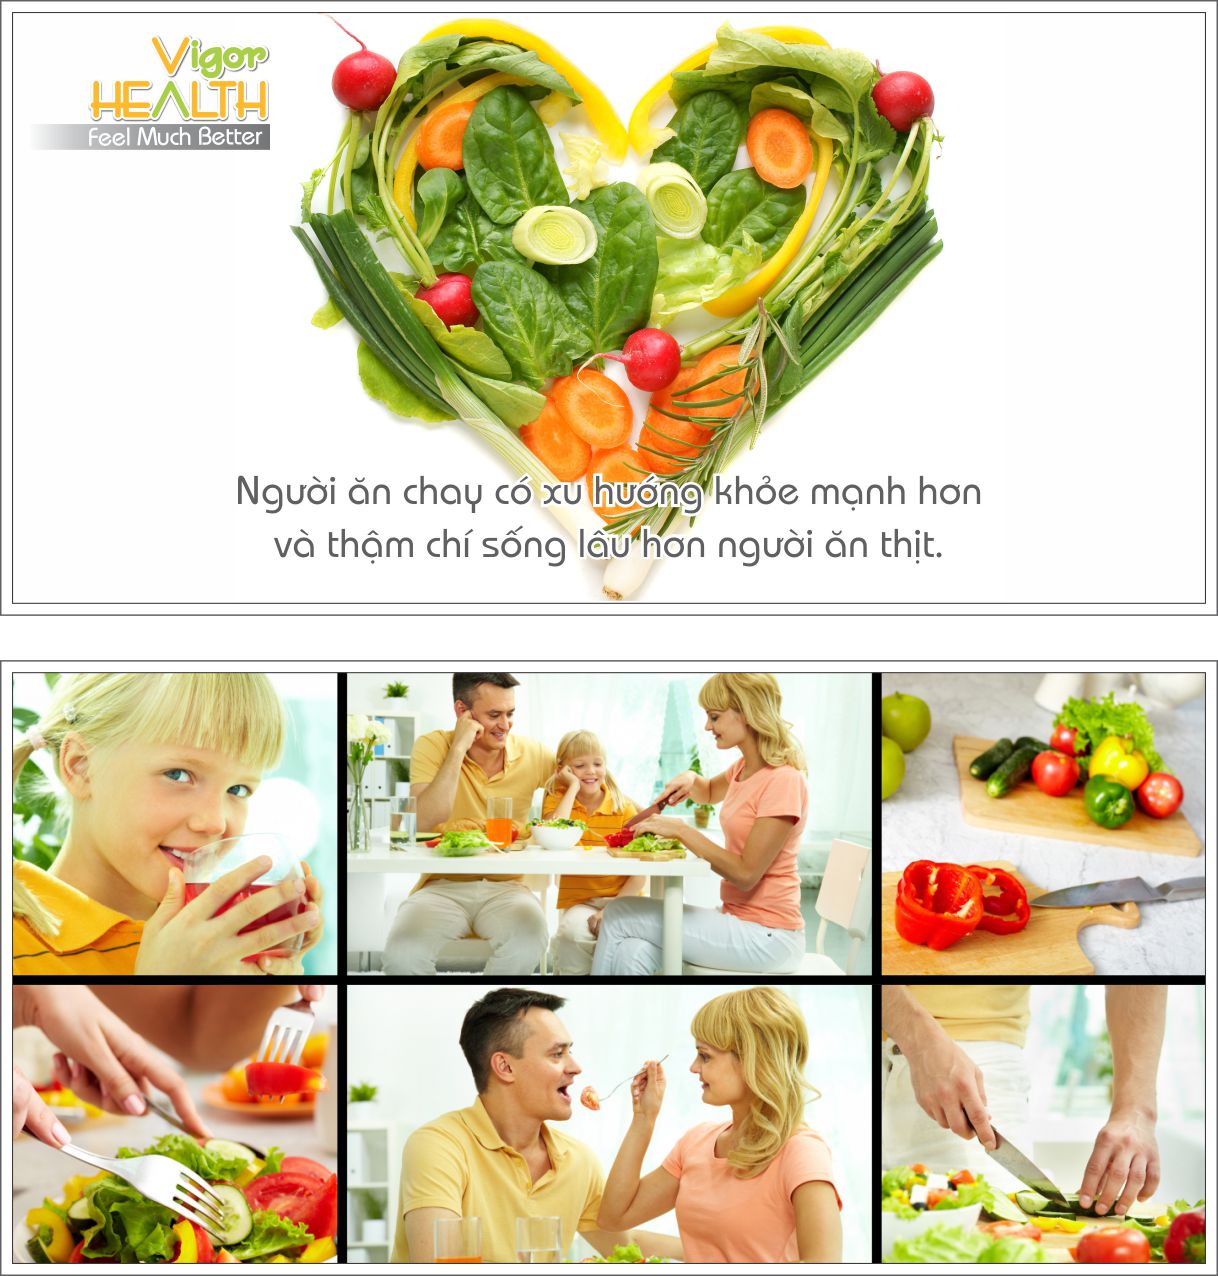 Vigor
HEALTH
Feel Much Better
Người ăn chay có xu hướng khỏe mạnh hơn
và thậm chí sống lâu hơn người ăn thịt.